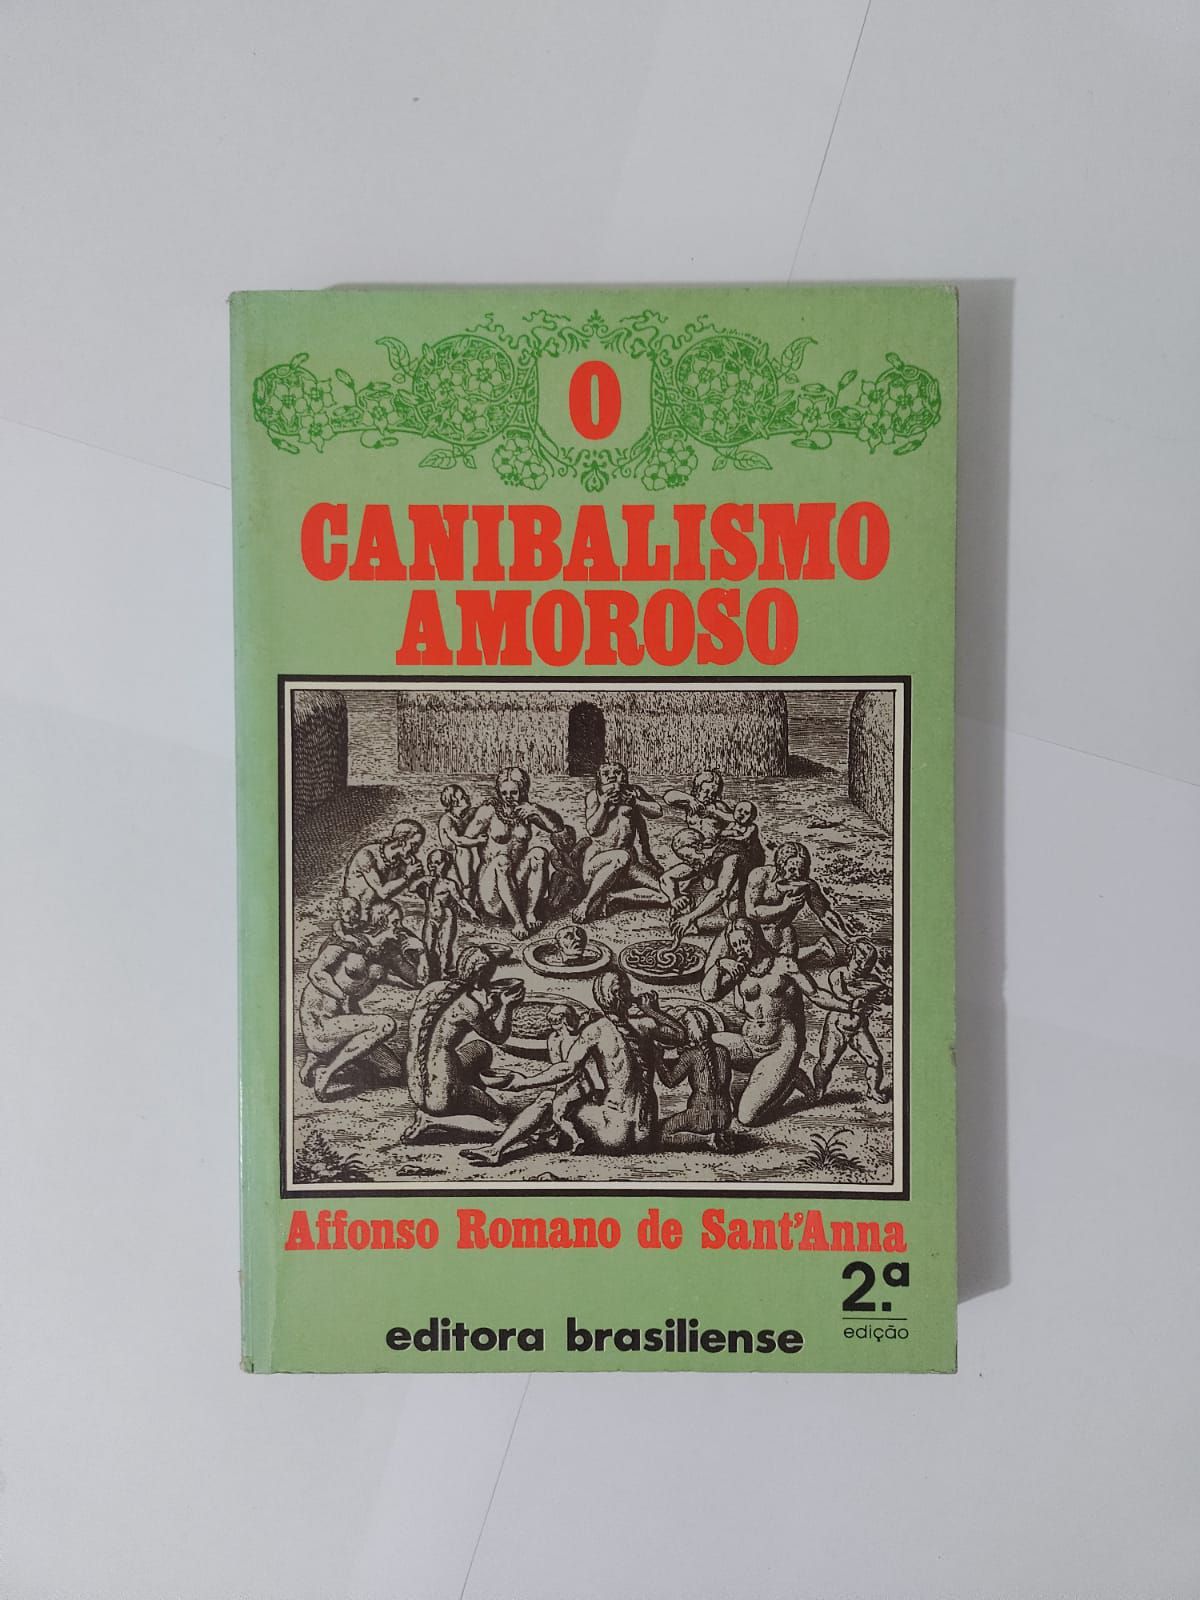 O
CANIBALISMO
AMOROSO
Affonso Romano de Sant'Anna
2.ª
edição
editora brasiliense